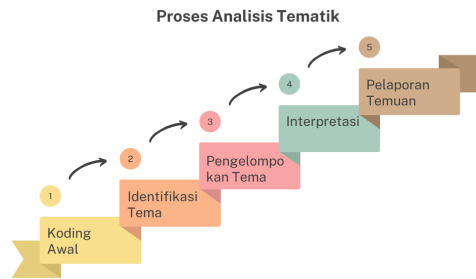 Proses Analisis Tematik
1
Koding
Awal
2
Identifikasi
Tema
3
Pengelompo
kan Tema
4
Interpretasi
5
Pelaporan
Temuan